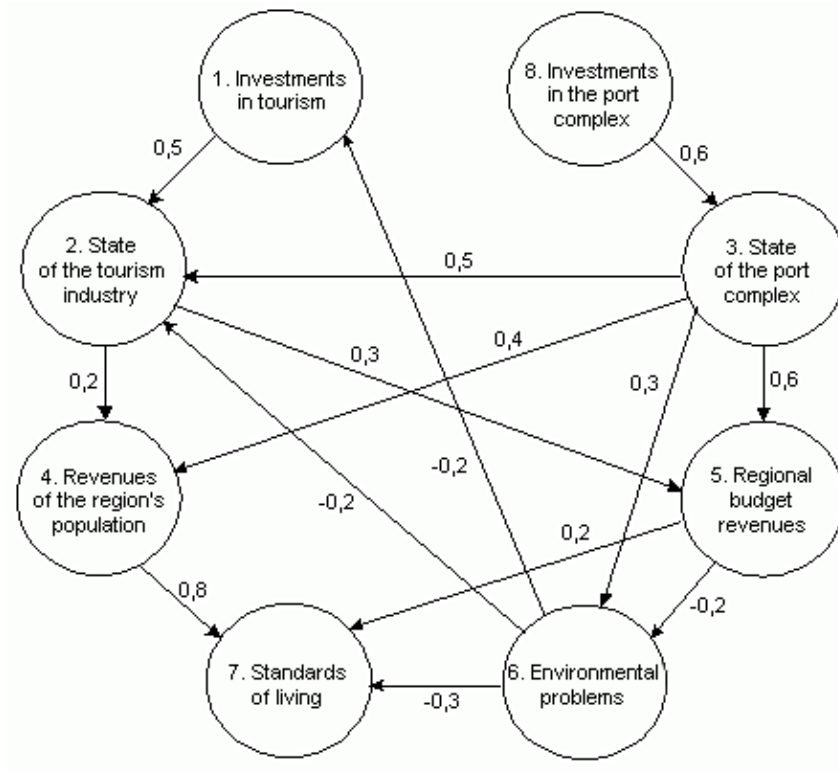 1. Investments
in tourism
8. Investments
in the port
complex
0,5
0,6
2. State
of the tourism
industry
3. State
of the port
complex
0,5
0,4
0,3
0,3
0,2
0,6
4. Revenues
of the region's
population
5. Regional
budget
revenues
-0,2
-0,2
0,2
0,8
-0,2
7. Standards
of living
6. Environmental
problems
-0,3